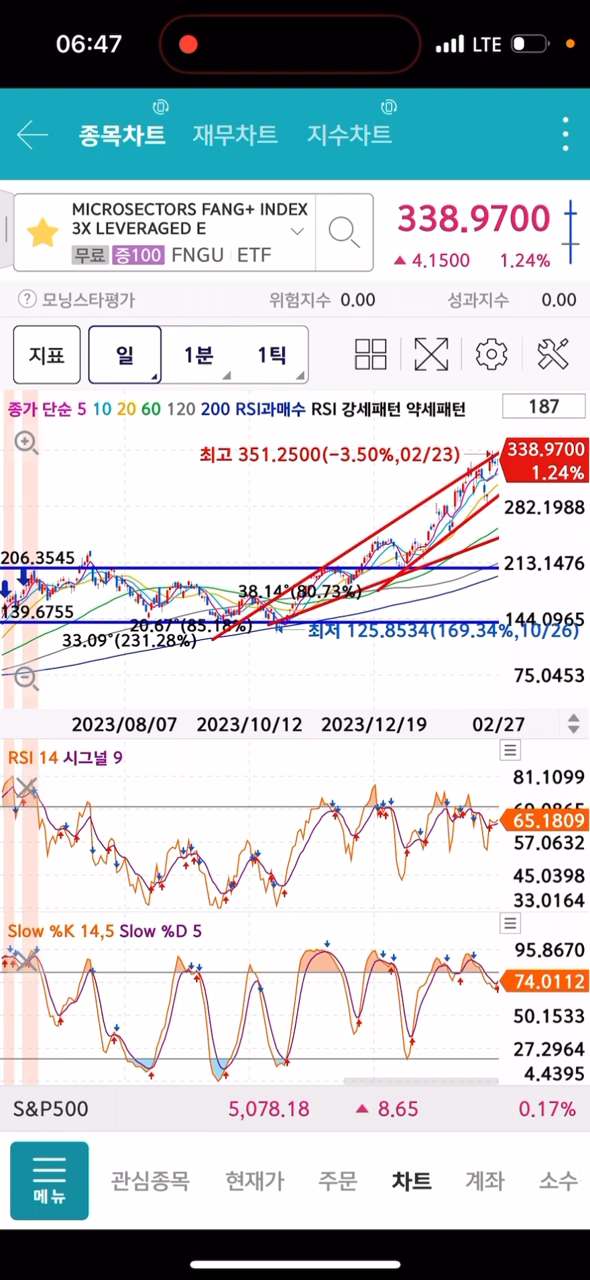 06:47
LTE
종목차트 재무차트 지수차트
MICROSECTORS FANG+ INDEX
3X LEVERAGED E
무료 증100 FNGU ETF
338.9700
▲ 4.1500 1.24%
? 모닝스타평가 위험지수 0.00 성과지수 0.00
지표 일 1분 1틱
종가 단순 5 10 20 60 120 200 RSI과매수 RSI 강세패턴 약세패턴
187
최고 351.2500(-3.50%,02/23)
338.9700
1.24%
282.1988
206.3545
213.1476
38.14°(80.73%)
139.6755
144.0965
20.67°(85.18%)
최저 125.8534(169.34%,10/26)
33.09°(231.28%)
75.0453
2023/08/07 2023/10/12 2023/12/19 02/27
RSI 14 시그널 9
81.1099
65.1809
57.0632
45.0398
33.0164
Slow %K 14,5 Slow %D 5
95.8670
74.0112
50.1533
27.2964
4.4395
S&P500 5,078.18 ▲ 8.65 0.17%
메뉴 관심종목 현재가 주문 차트 계좌 소수